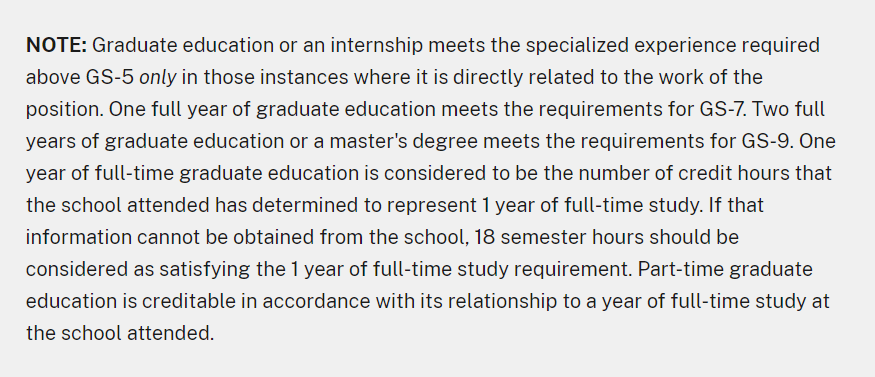 NOTE: Graduate education or an internship meets the specialized experience required
above GS-5 only in those instances where it is directly related to the work of the
position. One full year of graduate education meets the requirements for GS-7. Two full
years of graduate education or a master's degree meets the requirements for GS-9. One
year of full-time graduate education is considered to be the number of credit hours that
the school attended has determined to represent 1 year of full-time study. If that
information cannot be obtained from the school, 18 semester hours should be
considered as satisfying the 1 year of full-time study requirement. Part-time graduate
education is creditable in accordance with its relationship to a year of full-time study at
the school attended.